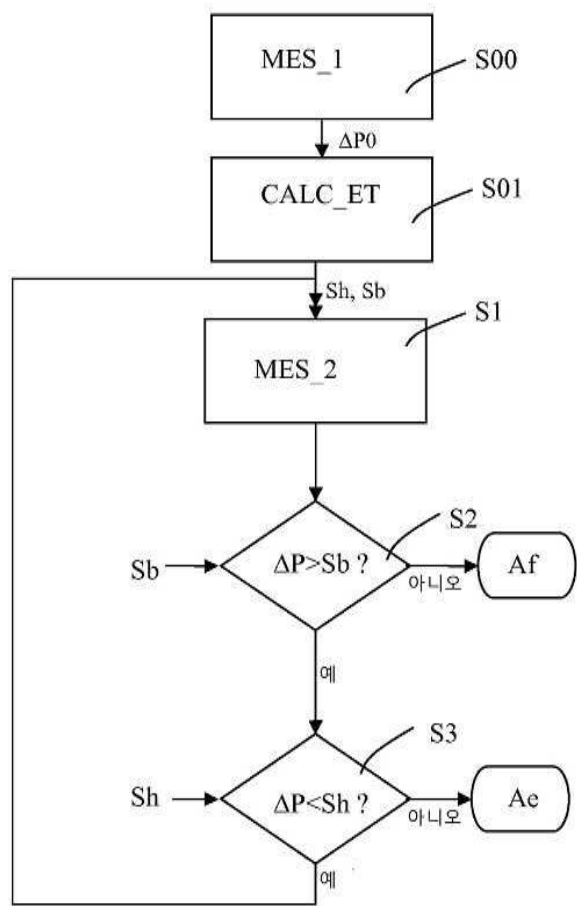 MES_1
S00
ΔP0
CALC_ET
S01
Sh, Sb
S1
MES_2
S2
Sb
ΔP>Sb ?
아니오
Af
예
S3
Sh
ΔP<Sh ?
아니오
Ae
예